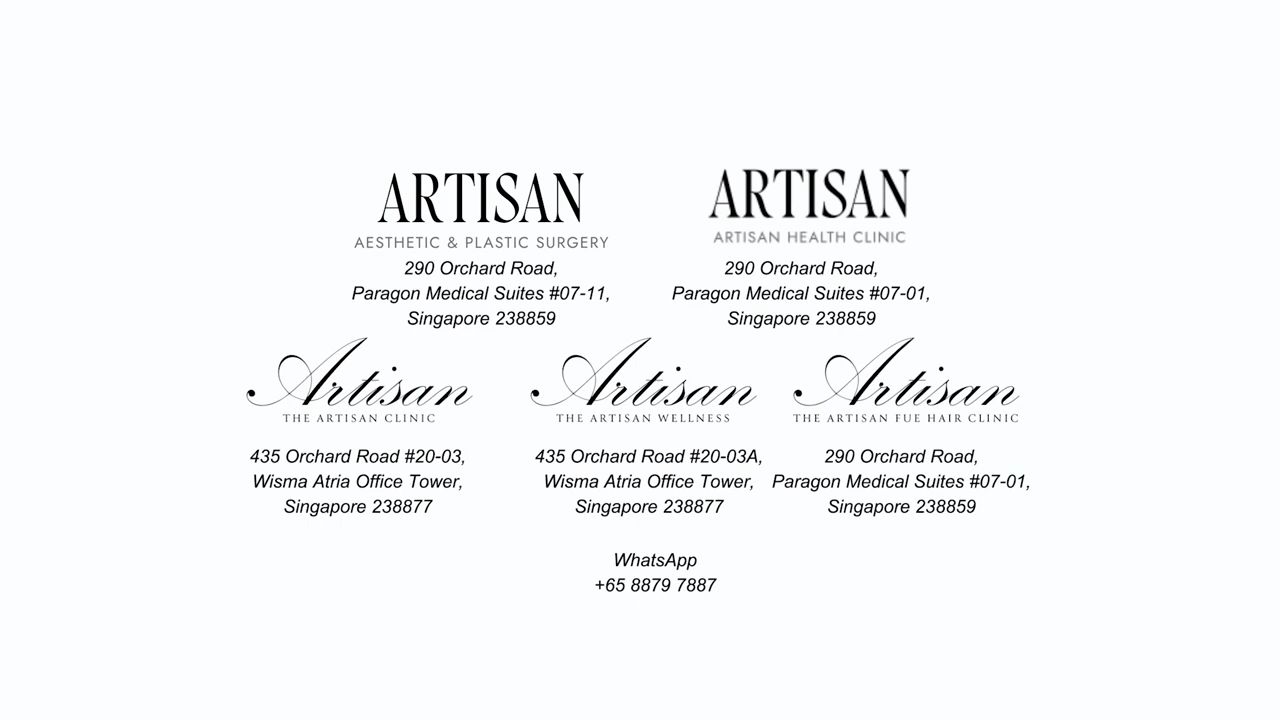 ARTISAN
AESTHETIC & PLASTIC SURGERY
290 Orchard Road,
Paragon Medical Suites #07-11,
Singapore 238859
ARTISAN
ARTISAN HEALTH CLINIC
290 Orchard Road,
Paragon Medical Suites #07-01,
Singapore 238859
Artisan
THE ARTISAN CLINIC
435 Orchard Road #20-03,
Wisma Atria Office Tower,
Singapore 238877
Artisan
THE ARTISAN WELLNESS
435 Orchard Road #20-03A,
Wisma Atria Office Tower,
Singapore 238877
Artisan
THE ARTISAN FUE HAIR CLINIC
290 Orchard Road,
Paragon Medical Suites #07-01,
Singapore 238859
WhatsApp
+65 8879 7887